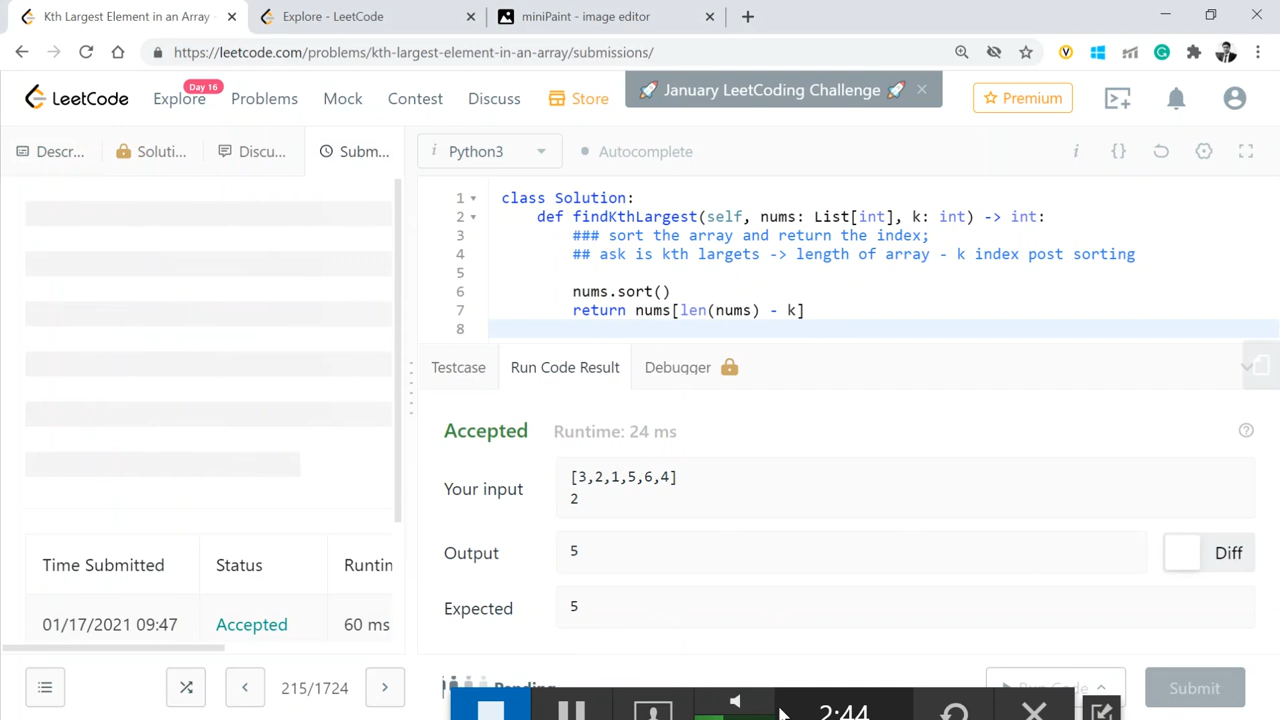 Kth Largest Element in an Array
Explore - LeetCode
miniPaint - image editor
https://leetcode.com/problems/kth-largest-element-in-an-array/submissions/
LeetCode
Explore
Day 16
Problems
Mock
Contest
Discuss
Store
January LeetCoding Challenge
Premium
Descr...
Soluti...
Discu...
Subm...
i Python3
Autocomplete
1 class Solution:
2 def findKthLargest(self, nums: List[int], k: int) -> int:
3 ### sort the array and return the index;
4 ## ask is kth largets -> length of array - k index post sorting
5
6 nums.sort()
7 return nums[len(nums) - k]
8
Testcase
Run Code Result
Debugger
Accepted
Runtime: 24 ms
Your input
[3,2,1,5,6,4]
2
Output
5
Diff
Expected
5
Time Submitted
Status
Runtin
01/17/2021 09:47
Accepted
60 ms
215/1724
Pending
Run Code
Submit
2:44